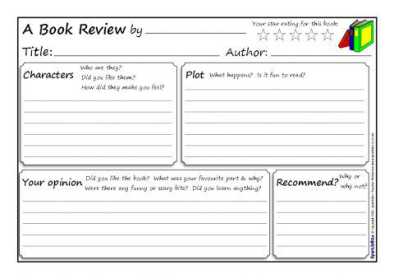 Your star rating for this book:
A Book Review by
Title: Author:
Characters
Who are they?
Did you like them?
How did they make you feel?
Plot What happens? Is it fun to read?
Your opinion Did you like the book? What was your favourite part & why?
Were there any funny or scary bits? Did you learn anything?
Recommend? Why or
why not?
SparkleBox